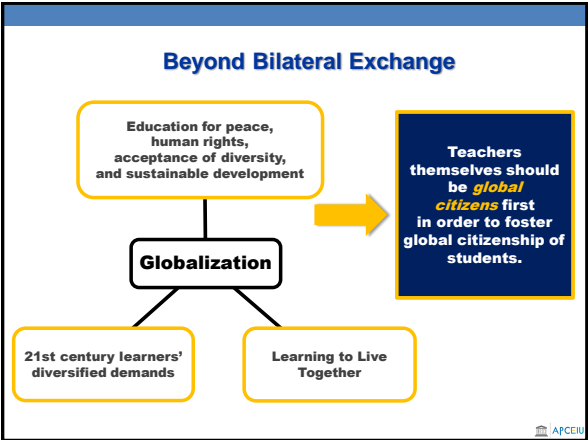 Beyond Bilateral Exchange
Education for peace,
human rights,
acceptance of diversity,
and sustainable development
Teachers
themselves should
be global
citizens first
in order to foster
global citizenship of
students.
Globalization
21st century learners'
diversified demands
Learning to Live
Together
APCEIU